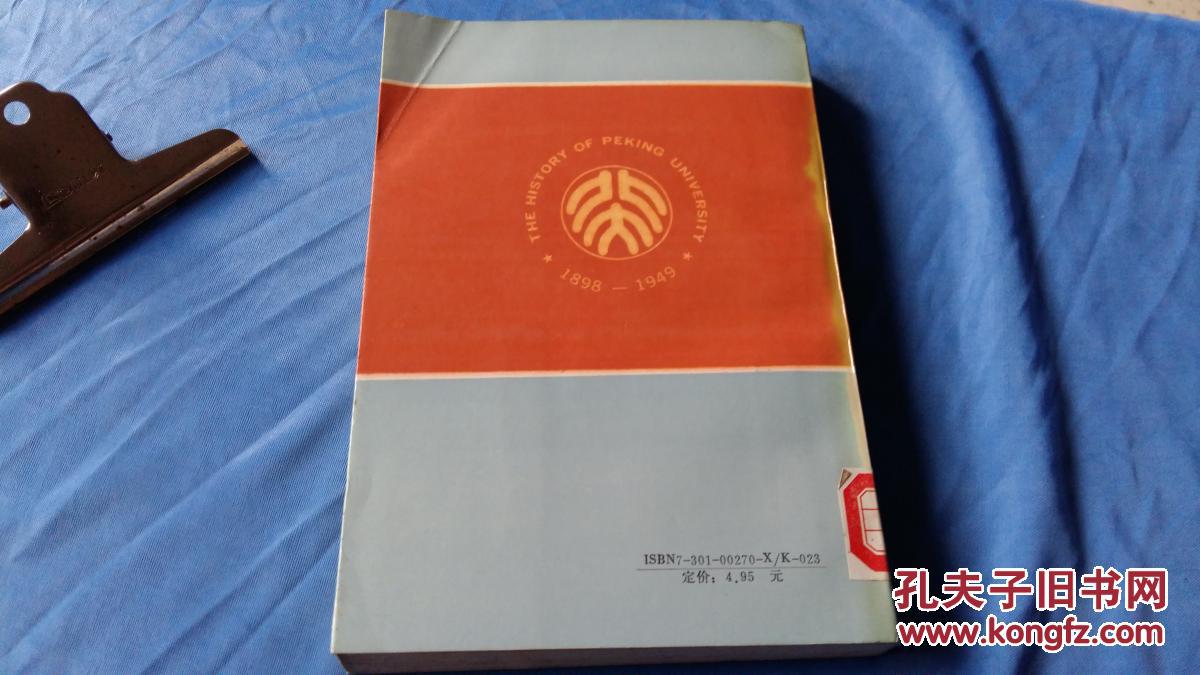 THE HISTORY OF PEKING UNIVERSITY
★ 1898 — 1949 ★
ISBN7-301-00270-X/K-023
定价：4.95 元
孔夫子旧书网
www.kongfz.com